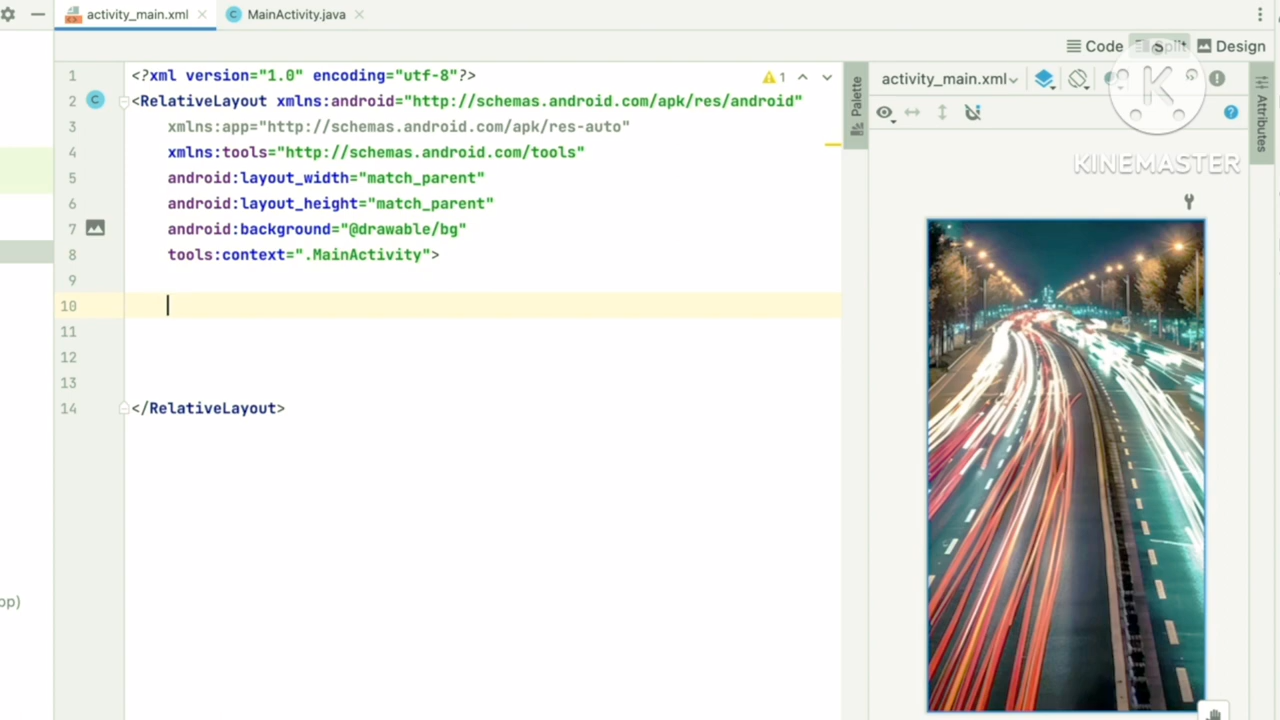 activity_main.xml
MainActivity.java
Code
Split
Design
1 <?xml version="1.0" encoding="utf-8"?>
1
2 <RelativeLayout xmlns:android="http://schemas.android.com/apk/res/android"
3 xmlns:app="http://schemas.android.com/apk/res-auto"
4 xmlns:tools="http://schemas.android.com/tools"
5 android:layout_width="match_parent"
6 android:layout_height="match_parent"
7 android:background="@drawable/bg"
8 tools:context=".MainActivity">
9
10
11
12
13
14 </RelativeLayout>
pp)
Palette
activity_main.xml
K
KINEMASTER
Attributes